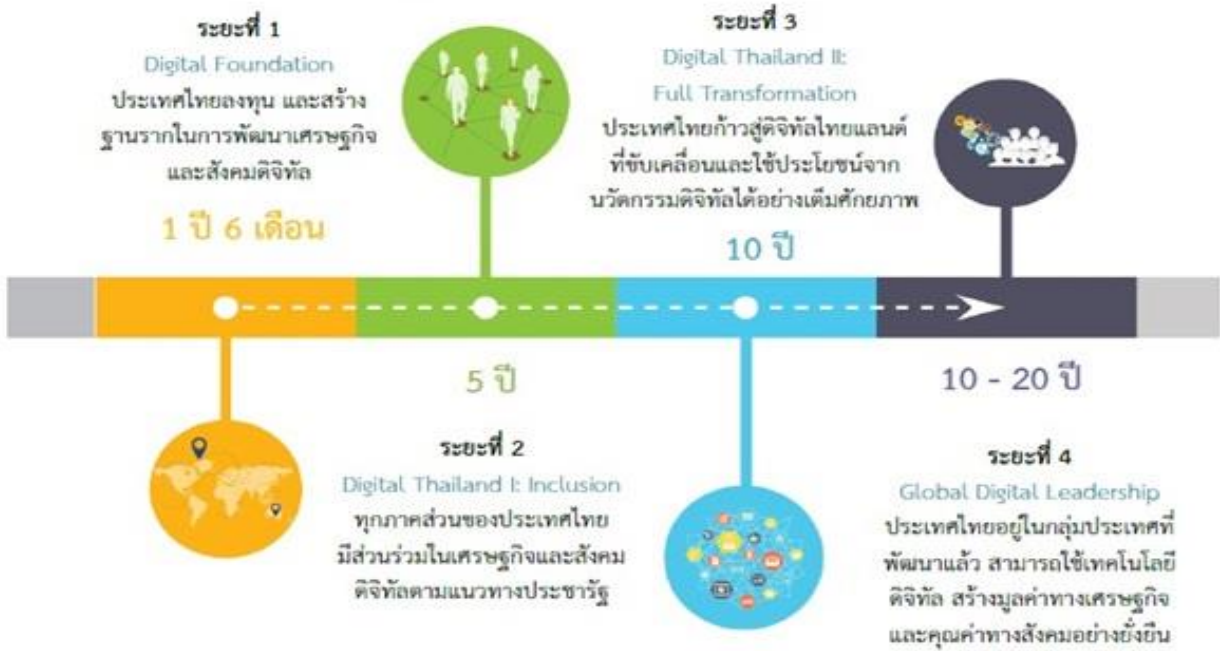 ระยะที่ 1
Digital Foundation
ประเทศไทยลงทุน และสร้าง
ฐานรากในการพัฒนาเศรษฐกิจ
และสังคมดิจิทัล
1 ปี 6 เดือน
5 ปี
ระยะที่ 2
Digital Thailand I: Inclusion
ทุกภาคส่วนของประเทศไทย
มีส่วนร่วมในเศรษฐกิจและสังคม
ดิจิทัลตามแนวทางประชารัฐ
ระยะที่ 3
Digital Thailand II:
Full Transformation
ประเทศไทยก้าวสู่ดิจิทัลไทยแลนด์
ที่ขับเคลื่อนและใช้ประโยชน์จาก
นวัตกรรมดิจิทัลได้อย่างเต็มศักยภาพ
10 ปี
10 - 20 ปี
ระยะที่ 4
Global Digital Leadership
ประเทศไทยอยู่ในกลุ่มประเทศที่
พัฒนาแล้ว สามารถใช้เทคโนโลยี
ดิจิทัล สร้างมูลค่าทางเศรษฐกิจ
และคุณค่าทางสังคมอย่างยั่งยืน